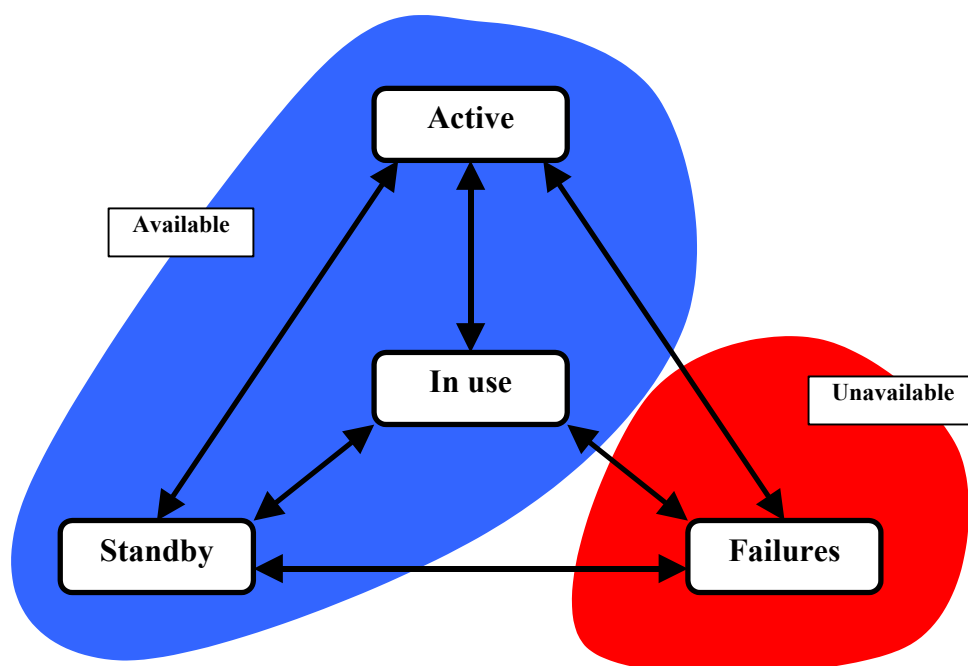 Active
Available
In use
Unavailable
Standby
Failures